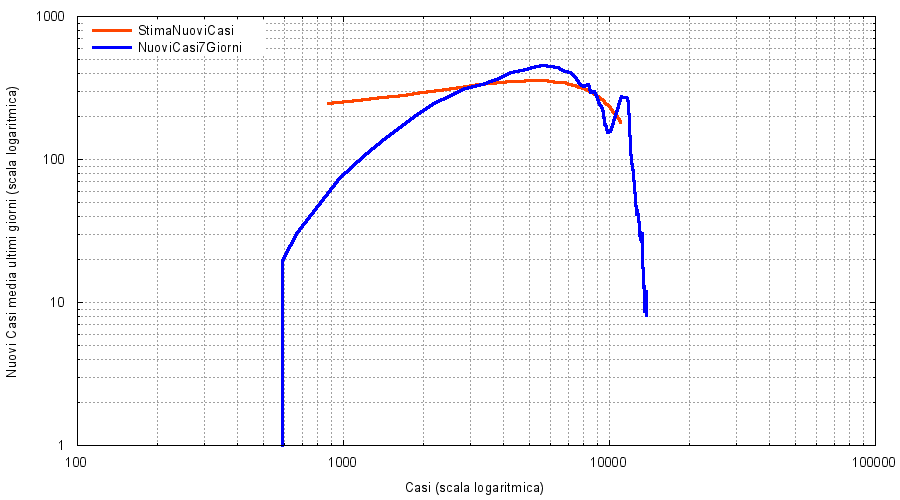 1000
StimaNuoviCasi
NuoviCasi7Giorni
100
10
1
100
1000
10000
100000
Nuovi Casi media ultimi giorni (scala logaritmica)
Casi (scala logaritmica)